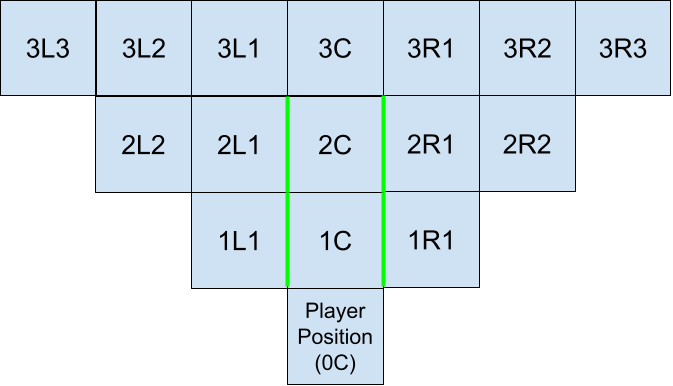 3L3 3L2 3L1 3C 3R1 3R2 3R3
2L2 2L1 2C 2R1 2R2
1L1 1C 1R1
Player
Position
(0C)